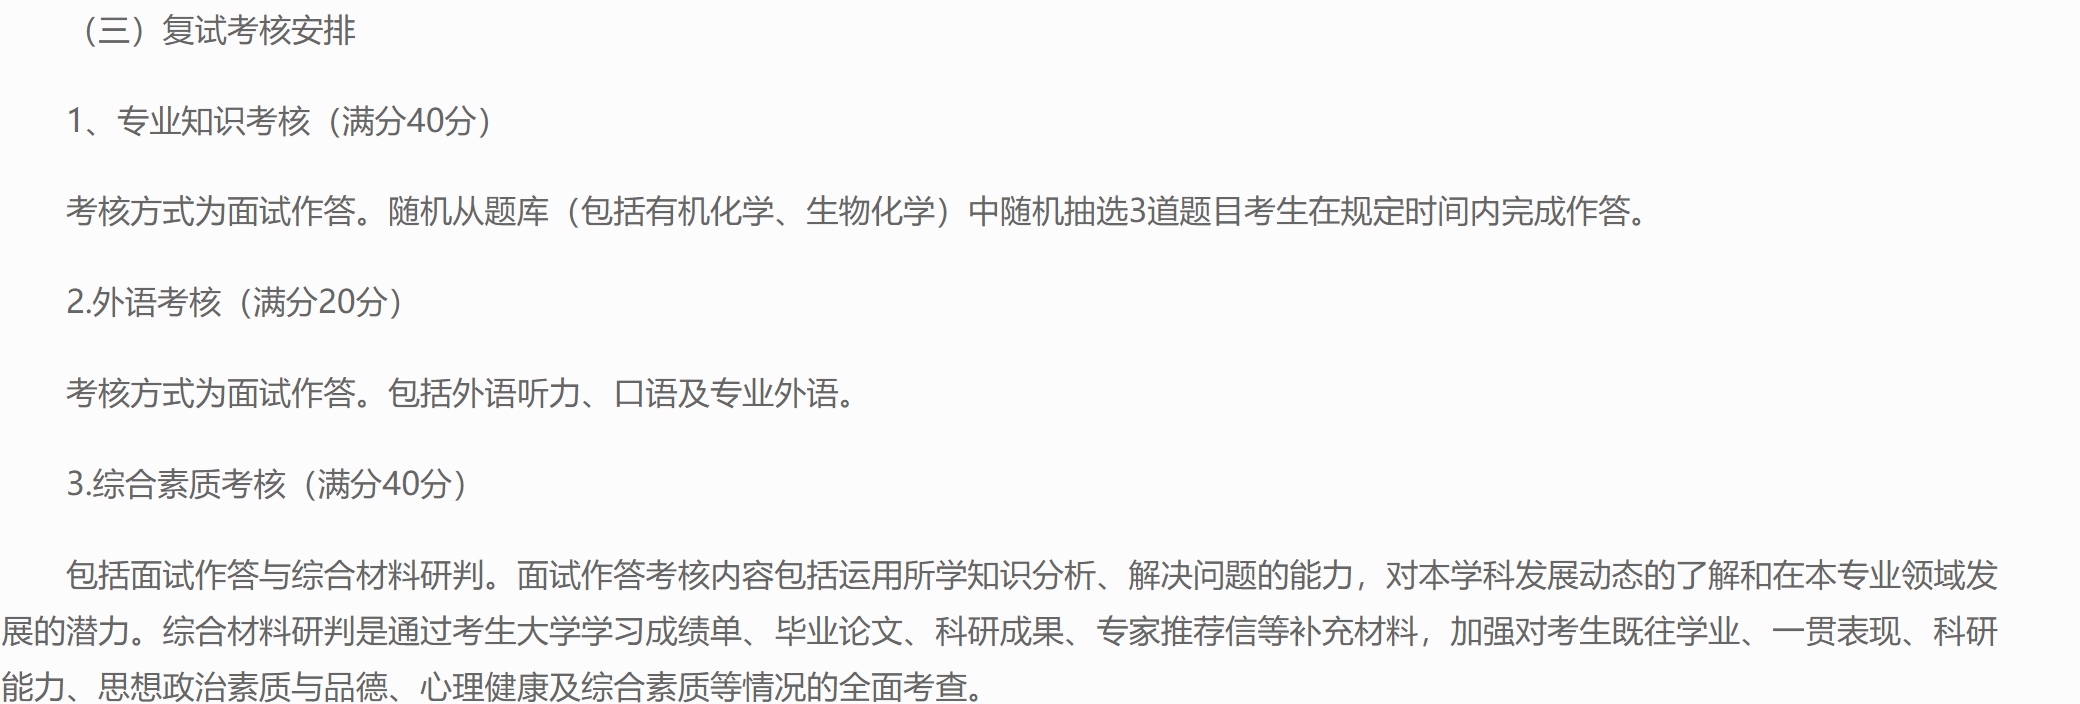 （三）复试考核安排
1、专业知识考核（满分40分）
考核方式为面试作答。随机从题库（包括有机化学、生物化学）中随机抽选3道题目考生在规定时间内完成作答。
2.外语考核（满分20分）
考核方式为面试作答。包括外语听力、口语及专业外语。
3.综合素质考核（满分40分）
包括面试作答与综合材料研判。面试作答考核内容包括运用所学知识分析、解决问题的能力，对本学科发展动态的了解和在本专业领域发
展的潜力。综合材料研判是通过考生大学学习成绩单、毕业论文、科研成果、专家推荐信等补充材料，加强对考生既往学业、一贯表现、科研
能力、思想政治素质与品德、心理健康及综合素质等情况的全面考查。